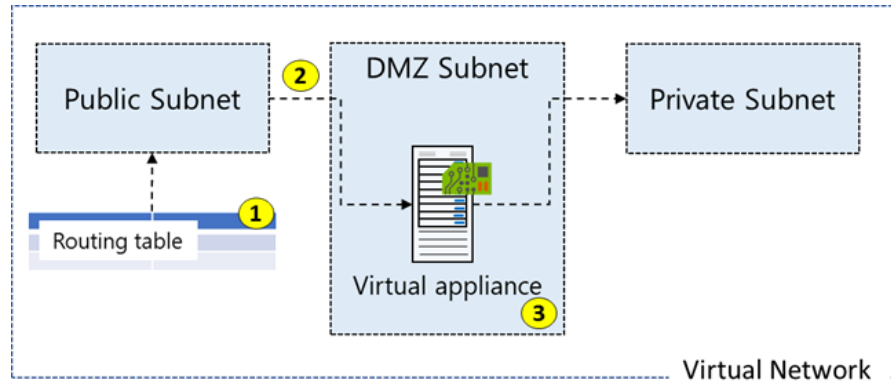 Public Subnet
2
DMZ Subnet
Private Subnet
1
Routing table
Virtual appliance
3
Virtual Network